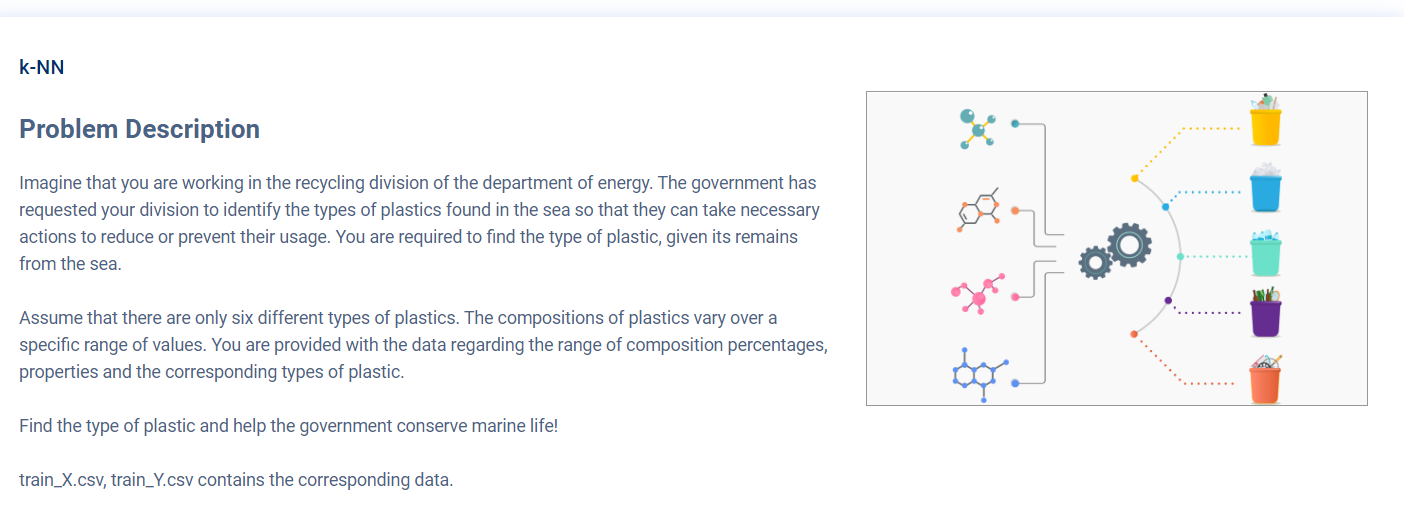 k-NN
Problem Description
Imagine that you are working in the recycling division of the department of energy. The government has
requested your division to identify the types of plastics found in the sea so that they can take necessary
actions to reduce or prevent their usage. You are required to find the type of plastic, given its remains
from the sea.
Assume that there are only six different types of plastics. The compositions of plastics vary over a
specific range of values. You are provided with the data regarding the range of composition percentages,
properties and the corresponding types of plastic.
Find the type of plastic and help the government conserve marine life!
train_X.csv, train_Y.csv contains the corresponding data.